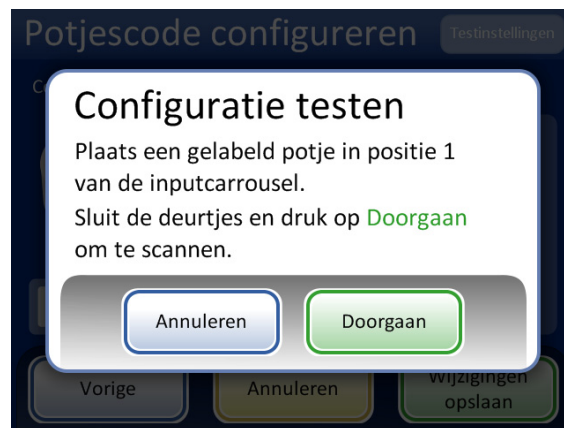 Potjescode configureren
Testinstellingen
Configuratie testen
Plaats een gelabeld potje in positie 1
van de inputcarrousel.
Sluit de deurtjes en druk op Doorgaan
om te scannen.
Annuleren
Doorgaan
Vorige
Annuleren
Wijzigingen
opslaan